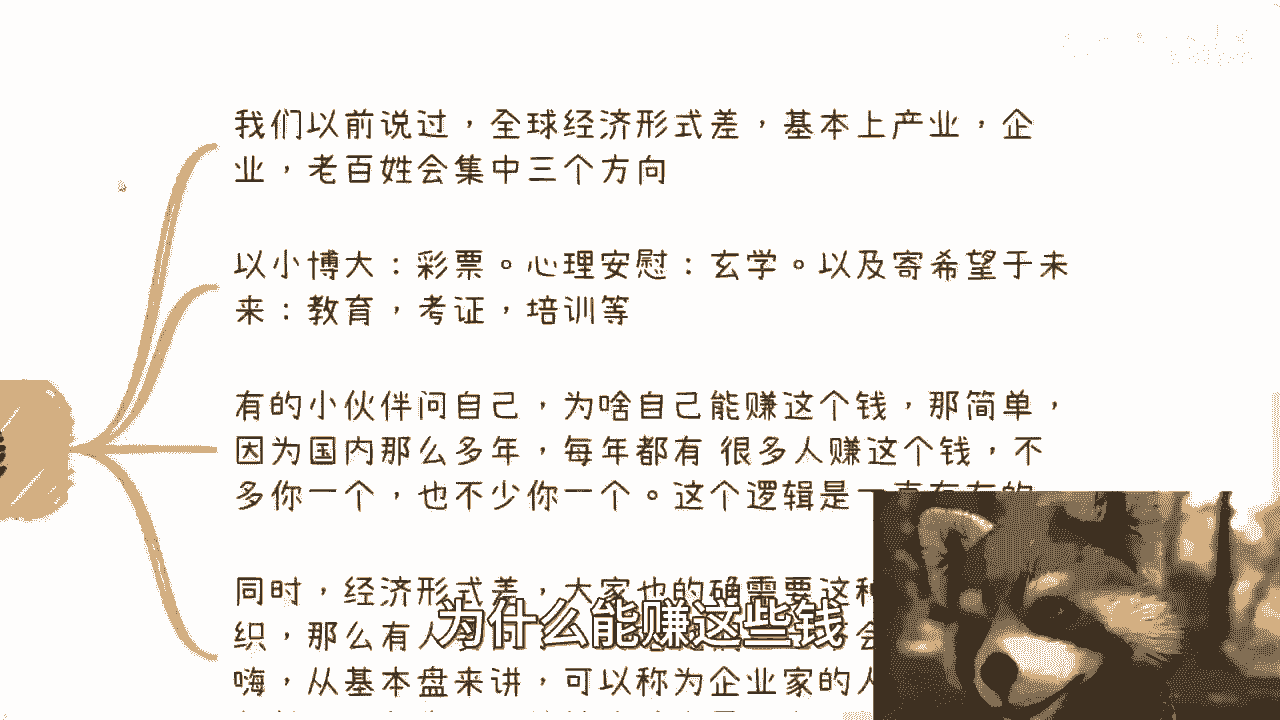 我们以前说过，全球经济形式差，基本上产业，企
业，老百姓会集中三个方向
以小博大：彩票。心理安慰：玄学。以及寄希望于未
来：教育，考证，培训等
有的小伙伴问自己，为啥自己能赚这个钱，那简单，
因为国内那么多年，每年都有 很多人赚这个钱，不
多你一个，也不少你一个。这个逻辑是一直存在的
同时，经济形式差，大家也的确需要这种
织，那么有人
嗨，从基本盘来讲，可以称为企业家的人
为什么能赚这些钱